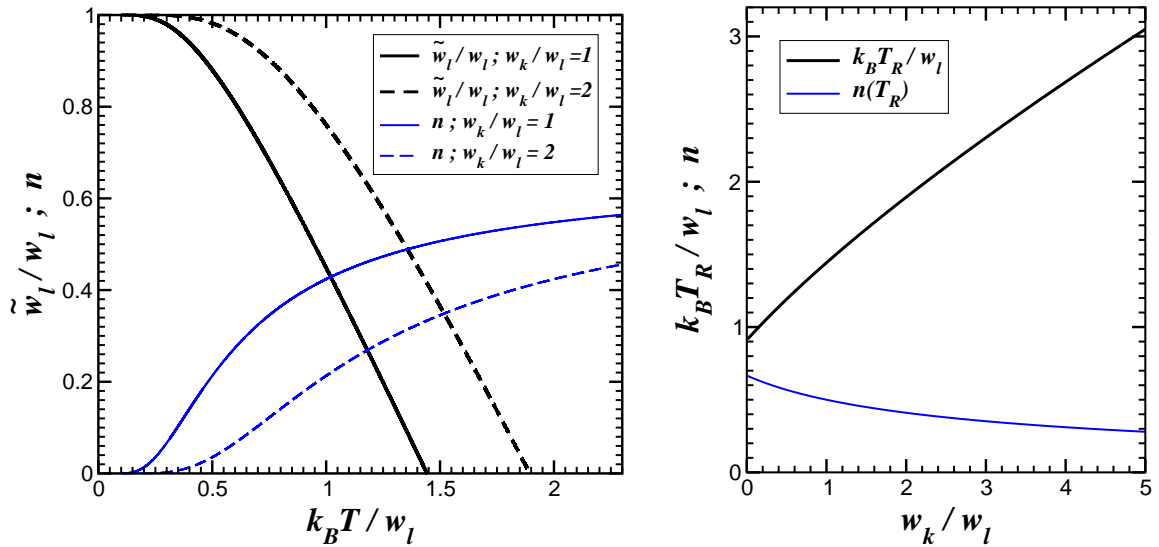 w̃_l / w_l ; n
1
0.8
0.6
0.4
0.2
0
0 0.5 1 1.5 2
k_B T / w_l
w̃_l / w_l ; w_k / w_l =1
w̃_l / w_l ; w_k / w_l =2
n ; w_k / w_l = 1
n ; w_k / w_l = 2
k_B T_R / w_l ; n
3
2
1
0
0 1 2 3 4 5
w_k / w_l
k_B T_R / w_l
n(T_R)